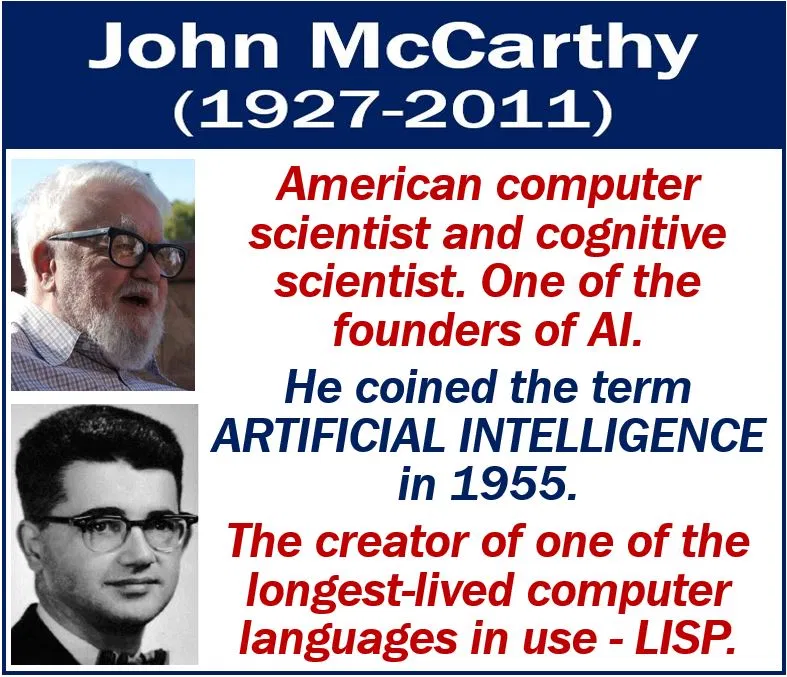 John McCarthy
(1927-2011)
American computer
scientist and cognitive
scientist. One of the
founders of AI.
He coined the term
ARTIFICIAL INTELLIGENCE
in 1955.
The creator of one of the
longest-lived computer
languages in use - LISP.